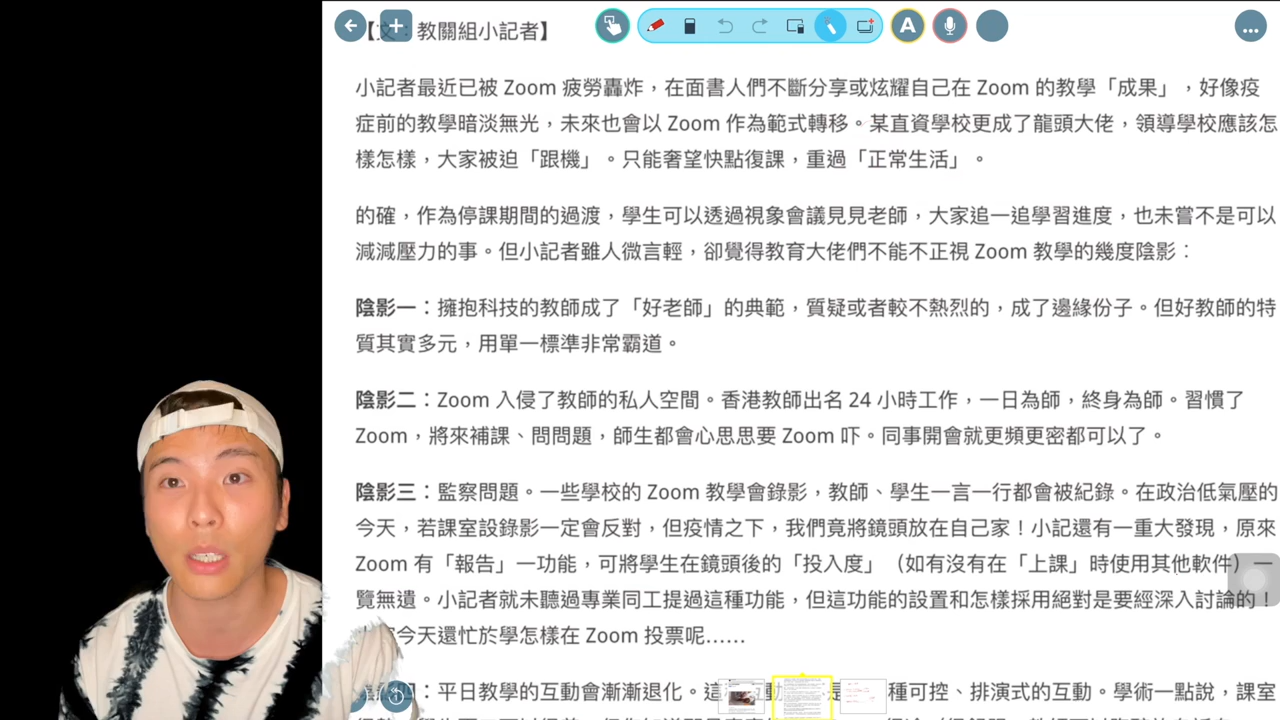 【文：教關組小記者】
A
小記者最近已被 Zoom 疲勞轟炸，在面書人們不斷分享或炫耀自己在 Zoom 的教學「成果」，好像疫
症前的教學暗淡無光，未來也會以 Zoom 作為範式轉移。某直資學校更成了龍頭大佬，領導學校應該怎
樣怎樣，大家被迫「跟機」。只能奢望快點復課，重過「正常生活」。
的確，作為停課期間的過渡，學生可以透過視象會議見見老師，大家追一追學習進度，也未嘗不是可以
減減壓力的事。但小記者雖人微言輕，卻覺得教育大佬們不能不正視 Zoom 教學的幾度陰影：
陰影一：擁抱科技的教師成了「好老師」的典範，質疑或者較不熱烈的，成了邊緣份子。但好教師的特
質其實多元，用單一標準非常霸道。
陰影二：Zoom 入侵了教師的私人空間。香港教師出名 24 小時工作，一日為師，終身為師。習慣了
Zoom，將來補課、問問題，師生都會心思思要 Zoom 吓。同事開會就更頻更密都可以了。
陰影三：監察問題。一些學校的 Zoom 教學會錄影，教師、學生一言一行都會被紀錄。在政治低氣壓的
今天，若課室設錄影一定會反對，但疫情之下，我們竟將鏡頭放在自己家！小記還有一重大發現，原來
Zoom 有「報告」一功能，可將學生在鏡頭後的「投入度」（如有沒有在「上課」時使用其他軟件）一
覽無遺。小記者就未聽過專業同工提過這種功能，但這功能的設置和怎樣採用絕對是要經深入討論的！
今天還忙於學怎樣在 Zoom 投票呢……
：平日教學的互動會漸漸退化。這 種可控、排演式的互動。學術一點說，課室